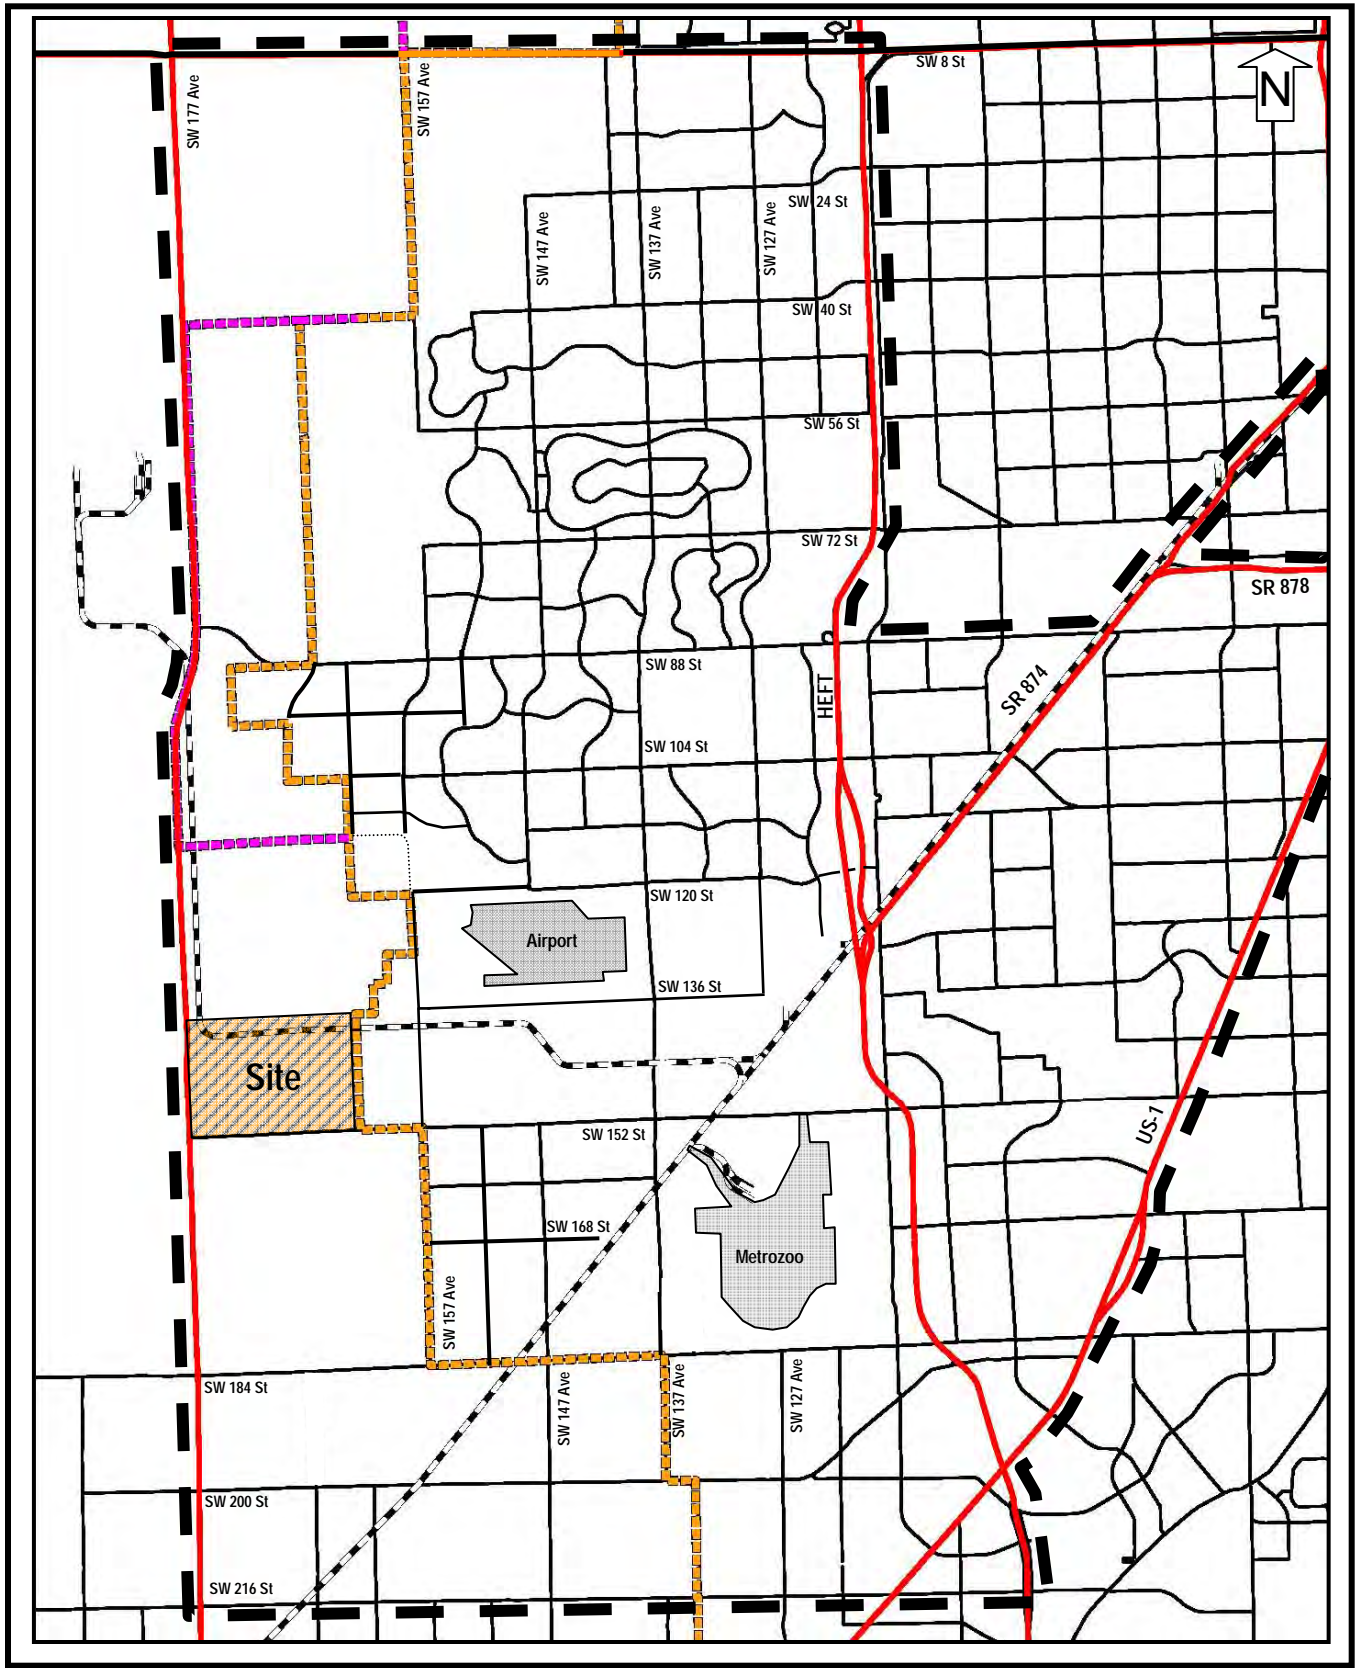 SW 8 St
N
SW 177 Ave
SW 157 Ave
SW 24 St
SW 147 Ave
SW 137 Ave
SW 127 Ave
SW 40 St
SW 56 St
SW 72 St
SR 878
SW 88 St
SR 874
HEFT
SW 104 St
SW 120 St
Airport
SW 136 St
Site
SW 152 St
US-1
SW 168 St
Metrozoo
SW 157 Ave
SW 184 St
SW 147 Ave
SW 137 Ave
SW 127 Ave
SW 200 St
SW 216 St